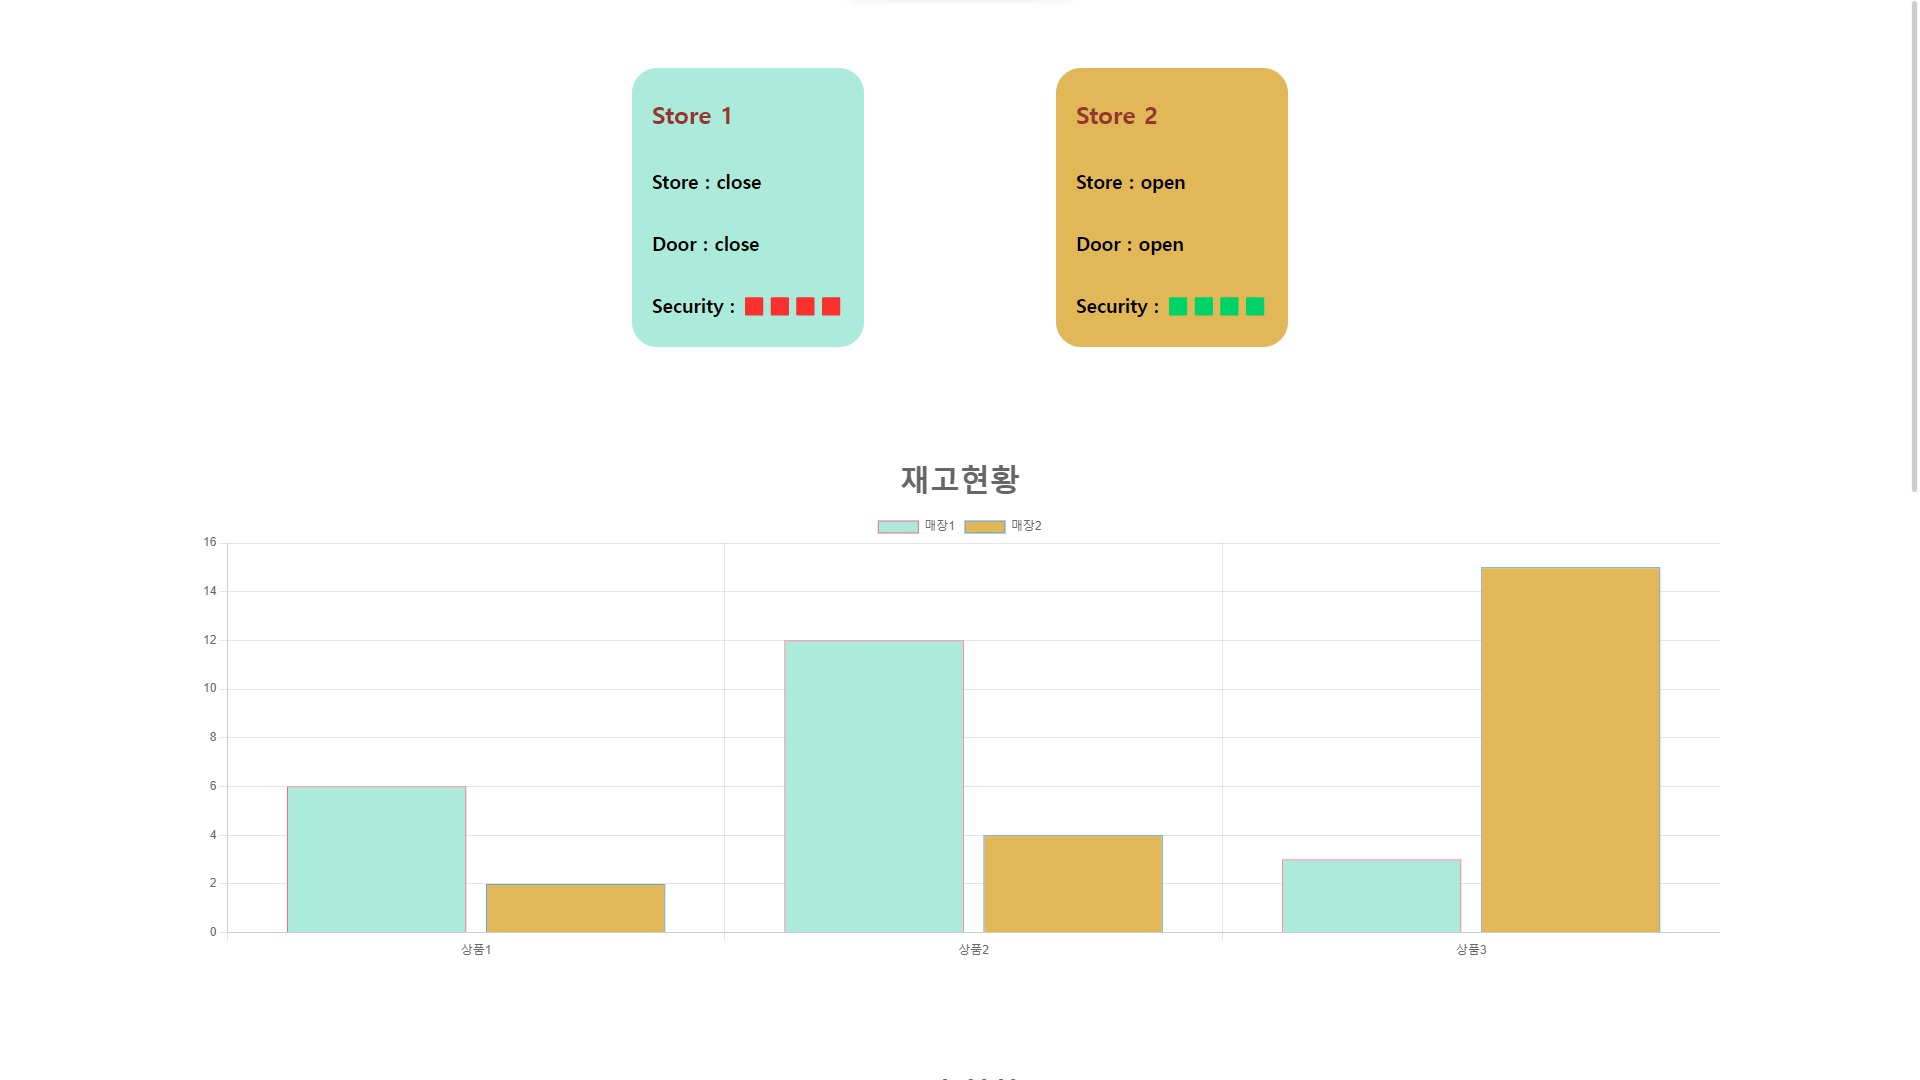 Store 1
Store : close
Door : close
Security :
Store 2
Store : open
Door : open
Security :
재고현황
매장1 매장2
16
14
12
10
8
6
4
2
0
상품1 상품2 상품3